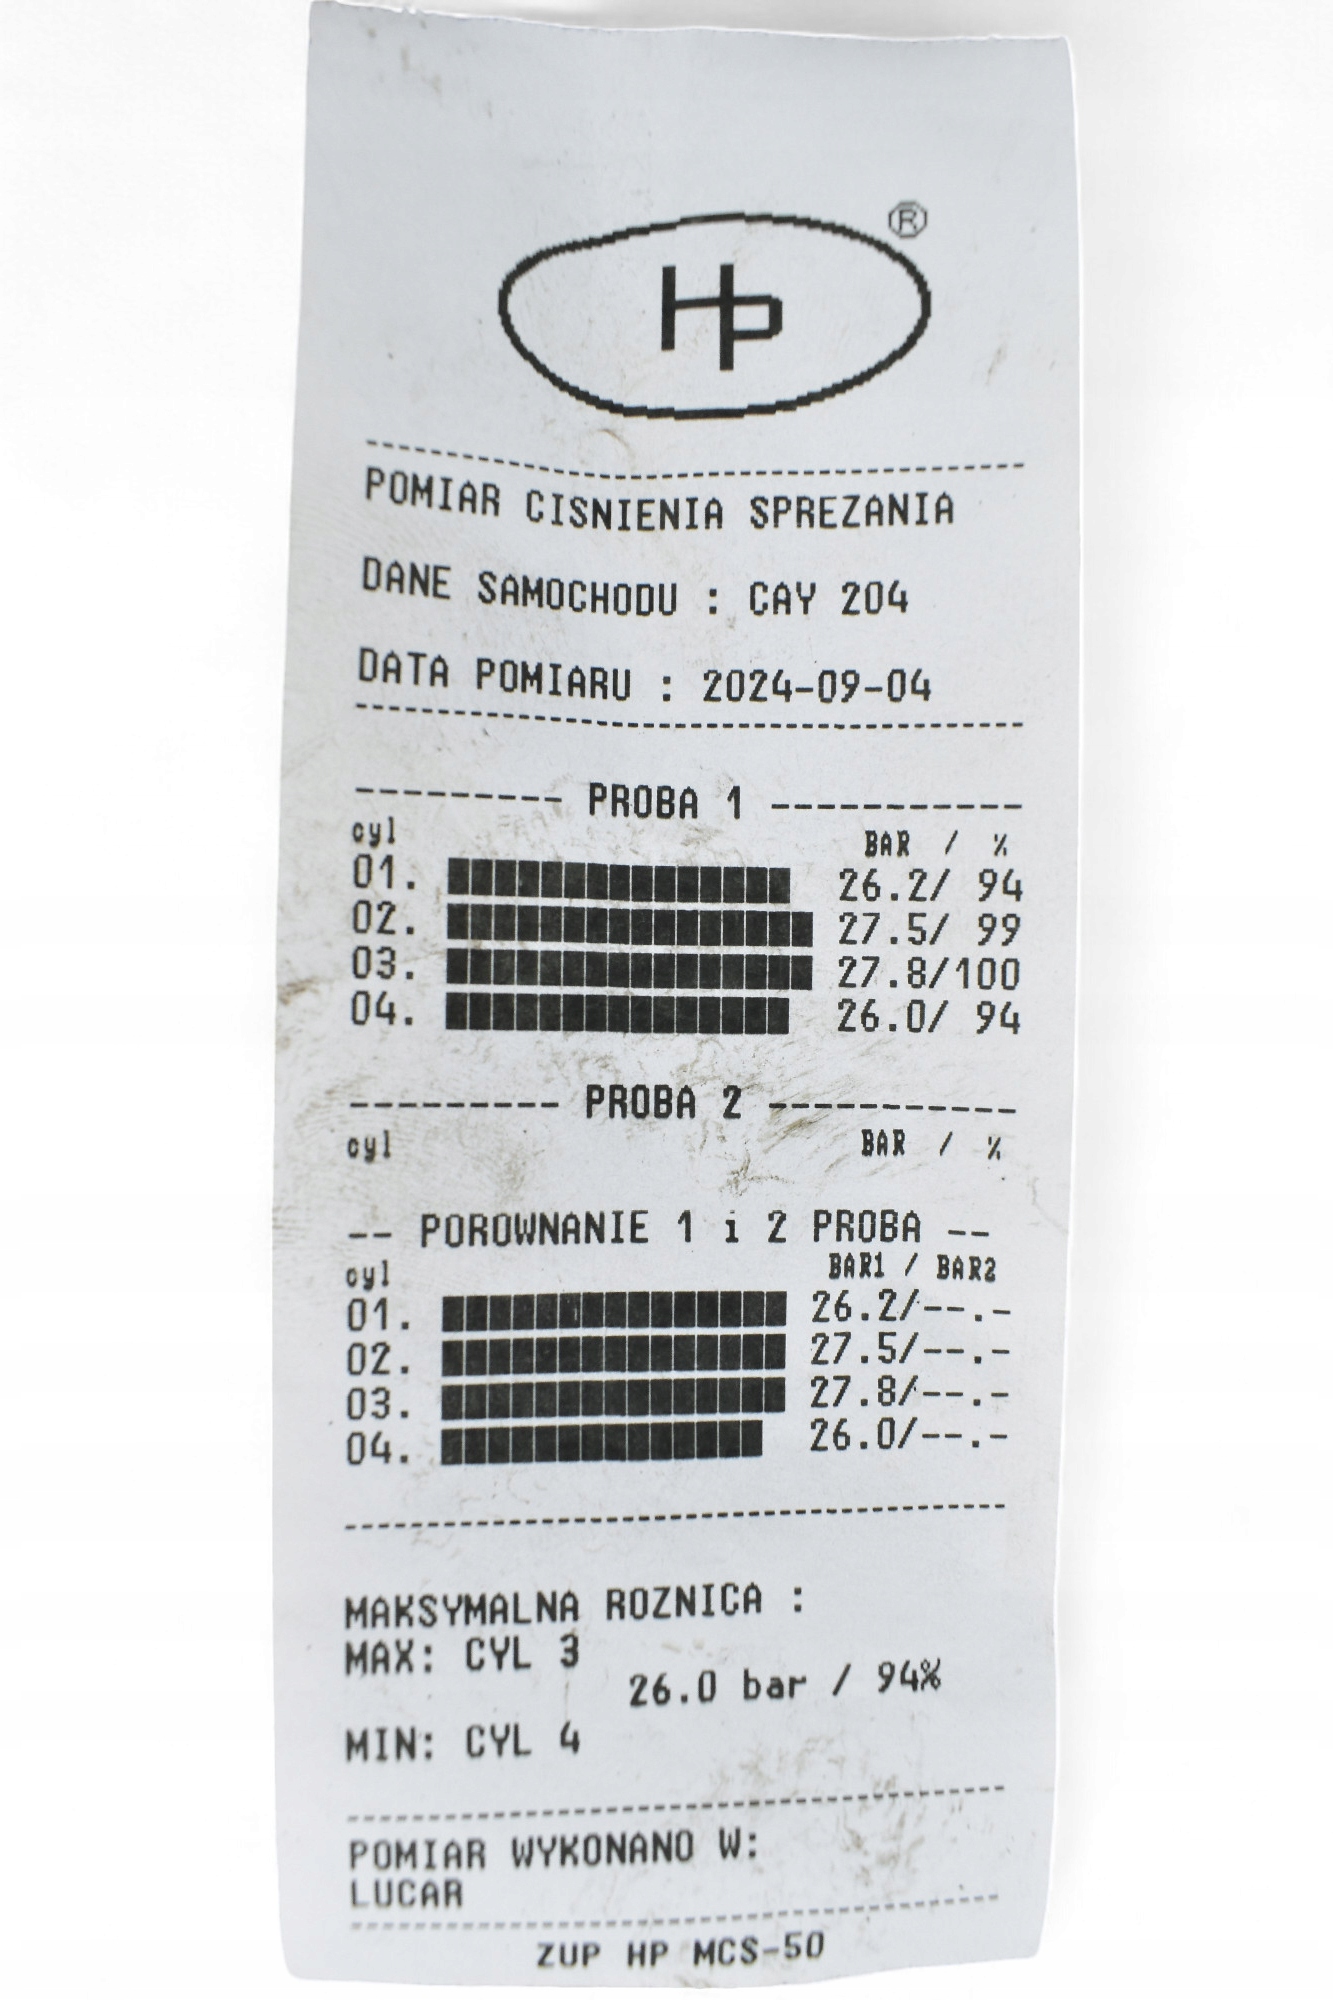 HP ®
POMIAR CISNIENIA SPREZANIA
DANE SAMOCHODU : CAY 204
DATA POMIARU : 2024-09-04
--------- PROBA 1 -----------
cyl BAR / %
01. 26.2/ 94
02. 27.5/ 99
03. 27.8/100
04. 26.0/ 94
--------- PROBA 2 -----------
cyl BAR / %
-- POROWNANIE 1 i 2 PROBA --
cyl BAR1 / BAR2
01. 26.2/--.-
02. 27.5/--.-
03. 27.8/--.-
04. 26.0/--.-
MAKSYMALNA ROZNICA :
MAX: CYL 3
26.0 bar / 94%
MIN: CYL 4
POMIAR WYKONANO W:
LUCAR
ZUP HP MCS-50